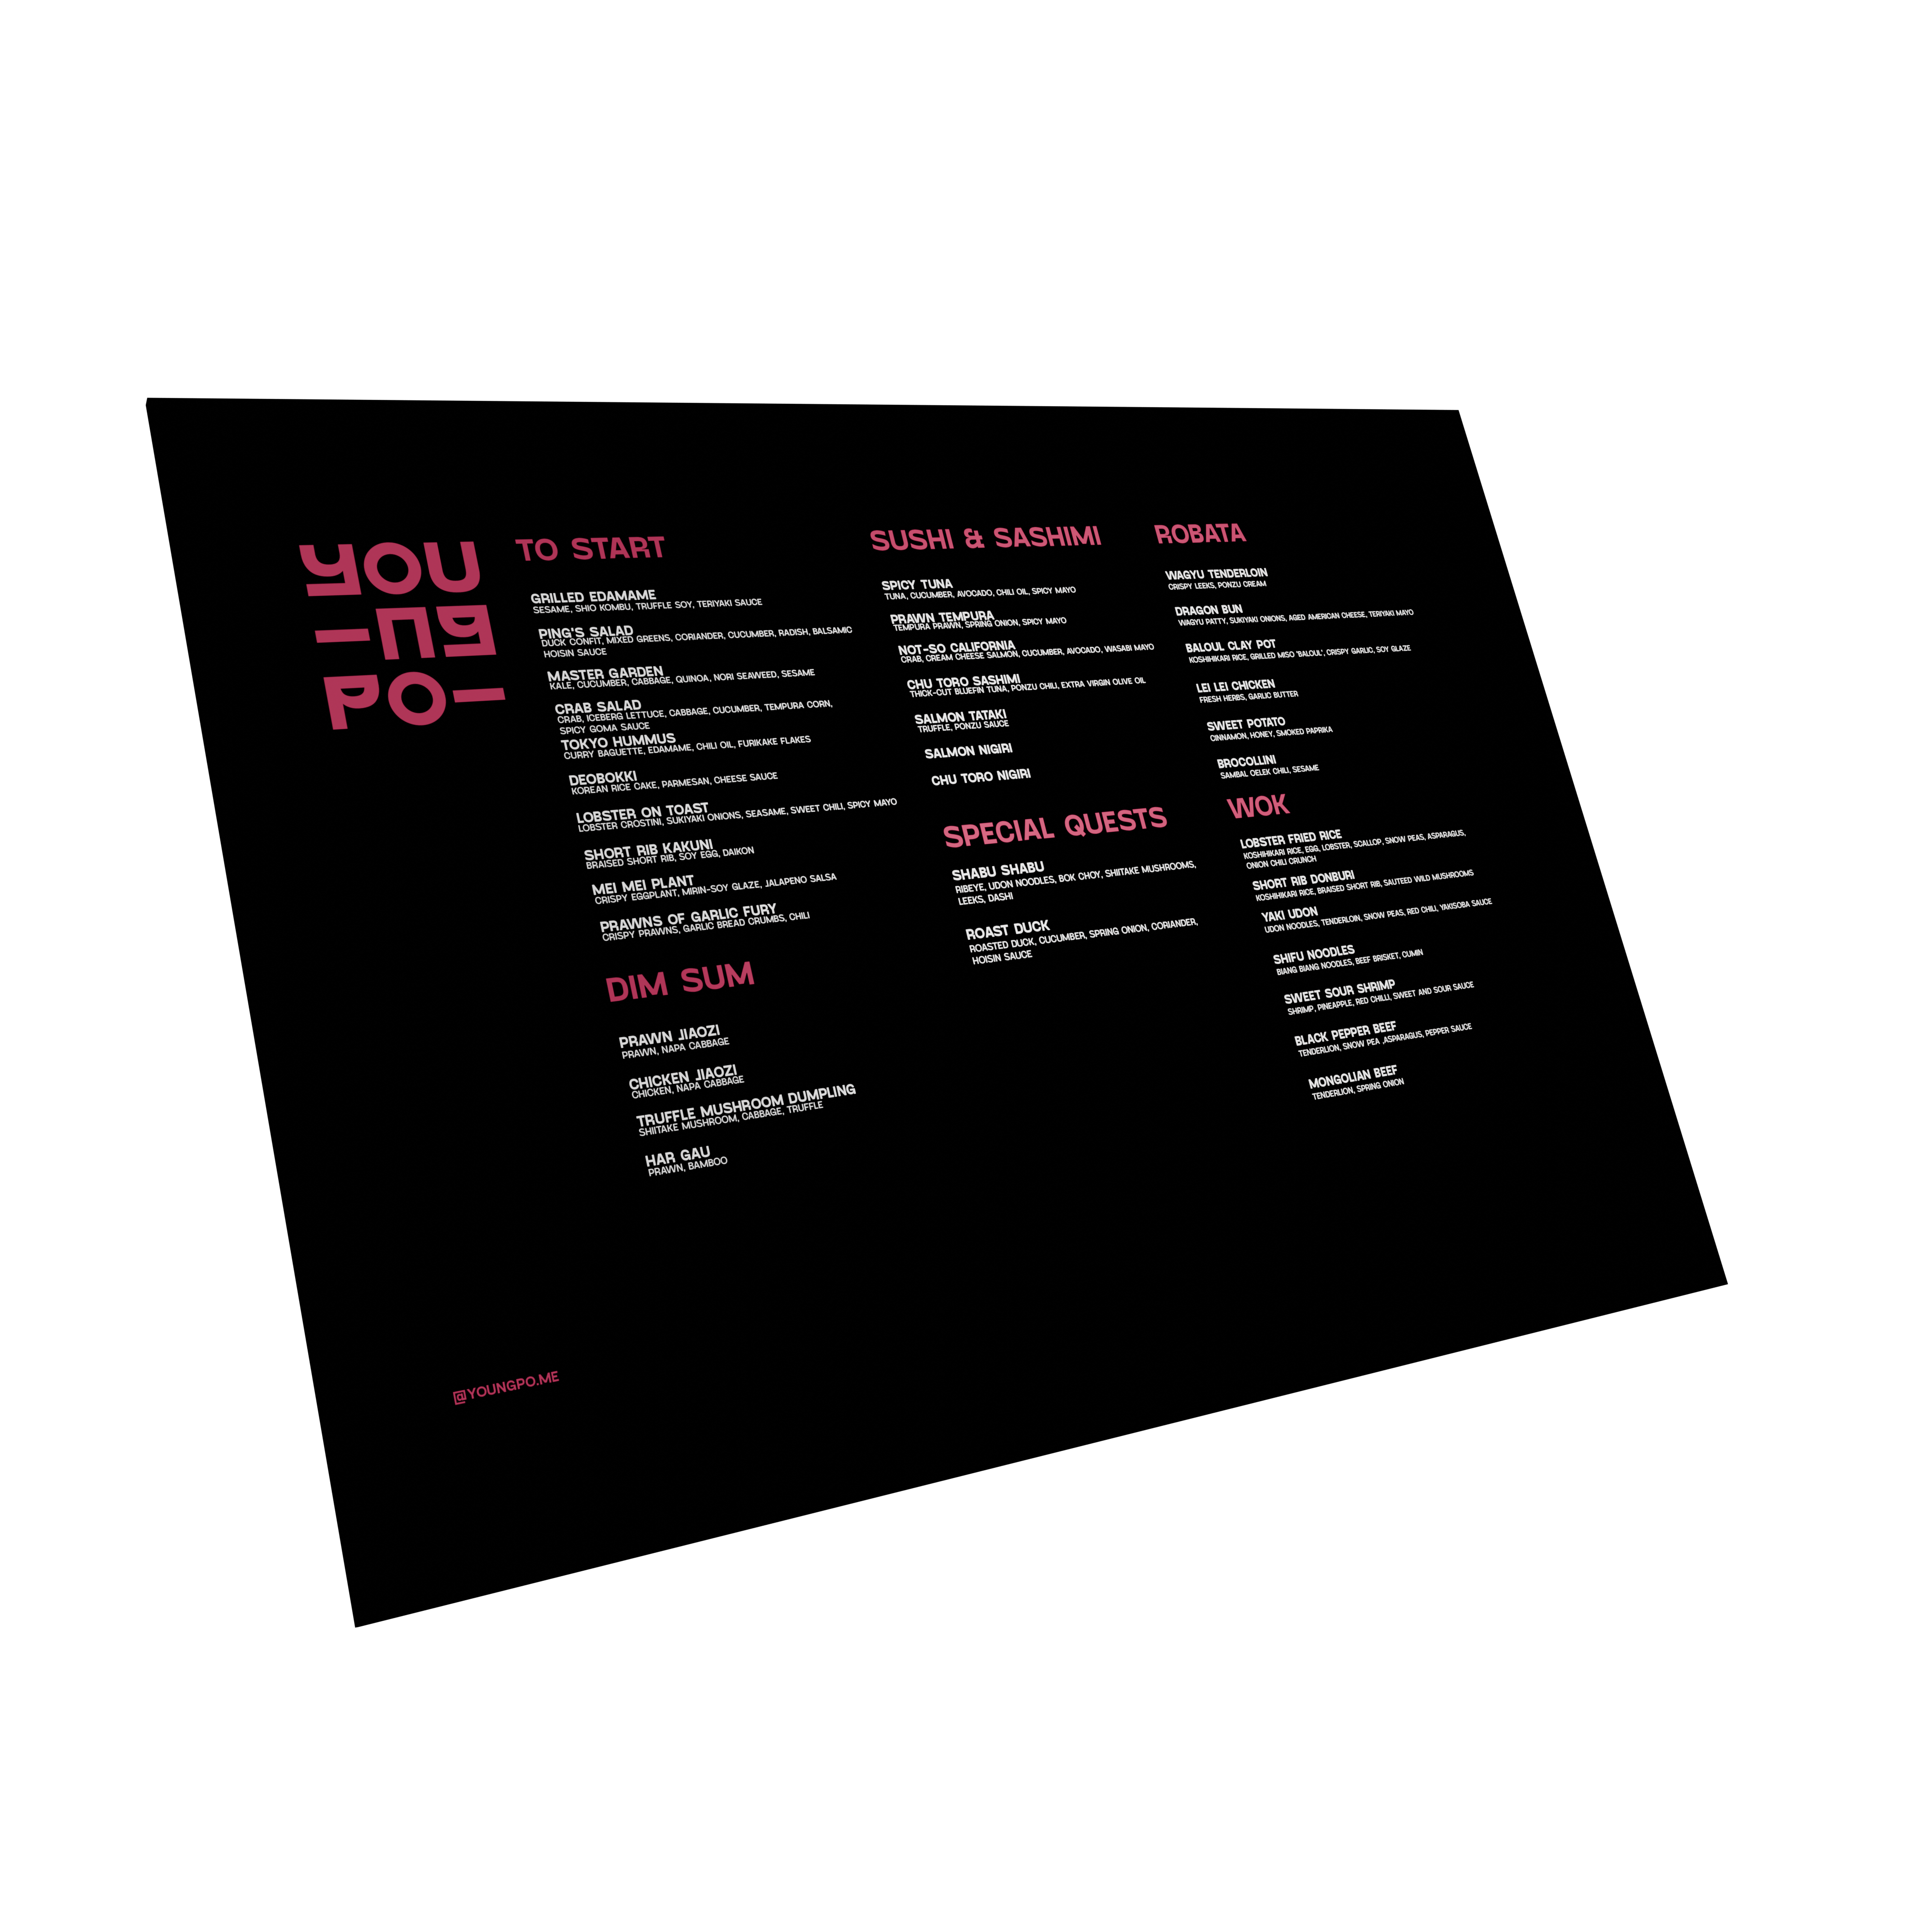 YOU
NG
PO
TO START
GRILLED EDAMAME
SESAME, SHIO KOMBU, TRUFFLE SOY, TERIYAKI SAUCE
PING'S SALAD
DUCK CONFIT, MIXED GREENS, CORIANDER, CUCUMBER, RADISH, BALSAMIC
HOISIN SAUCE
MASTER GARDEN
KALE, CUCUMBER, CABBAGE, QUINOA, NORI SEAWEED, SESAME
CRAB SALAD
CRAB, ICEBERG LETTUCE, CABBAGE, CUCUMBER, TEMPURA CORN,
SPICY GOMA SAUCE
TOKYO HUMMUS
CURRY BAGUETTE, EDAMAME, CHILI OIL, FURIKAKE FLAKES
DEOBOKKI
KOREAN RICE CAKE, PARMESAN, CHEESE SAUCE
LOBSTER ON TOAST
LOBSTER CROSTINI, SUKIYAKI ONIONS, SEASAME, SWEET CHILI, SPICY MAYO
SHORT RIB KAKUNI
BRAISED SHORT RIB, SOY EGG, DAIKON
MEI MEI PLANT
CRISPY EGGPLANT, MIRIN-SOY GLAZE, JALAPENO SALSA
PRAWNS OF GARLIC FURY
CRISPY PRAWNS, GARLIC BREAD CRUMBS, CHILI
DIM SUM
PRAWN JIAOZI
PRAWN, NAPA CABBAGE
CHICKEN JIAOZI
CHICKEN, NAPA CABBAGE
TRUFFLE MUSHROOM DUMPLING
SHIITAKE MUSHROOM, CABBAGE, TRUFFLE
HAR GAU
PRAWN, BAMBOO
SUSHI & SASHIMI
SPICY TUNA
TUNA, CUCUMBER, AVOCADO, CHILI OIL, SPICY MAYO
PRAWN TEMPURA
TEMPURA PRAWN, SPRING ONION, SPICY MAYO
NOT-SO CALIFORNIA
CRAB, CREAM CHEESE SALMON, CUCUMBER, AVOCADO, WASABI MAYO
CHU TORO SASHIMI
THICK-CUT BLUEFIN TUNA, PONZU CHILI, EXTRA VIRGIN OLIVE OIL
SALMON TATAKI
TRUFFLE, PONZU SAUCE
SALMON NIGIRI
CHU TORO NIGIRI
SPECIAL QUESTS
SHABU SHABU
RIBEYE, UDON NOODLES, BOK CHOY, SHIITAKE MUSHROOMS,
LEEKS, DASHI
ROAST DUCK
ROASTED DUCK, CUCUMBER, SPRING ONION, CORIANDER,
HOISIN SAUCE
ROBATA
WAGYU TENDERLOIN
CRISPY LEEKS, PONZU CREAM
DRAGON BUN
WAGYU PATTY, SUKIYAKI ONIONS, AGED AMERICAN CHEESE, TERIYAKI MAYO
BALOUL CLAY POT
KOSHIHIKARI RICE, GRILLED MISO 'BALOUL', CRISPY GARLIC, SOY GLAZE
LEI LEI CHICKEN
FRESH HERBS, GARLIC BUTTER
SWEET POTATO
CINNAMON, HONEY, SMOKED PAPRIKA
BROCOLLINI
SAMBAL OELEK CHILI, SESAME
WOK
LOBSTER FRIED RICE
KOSHIHIKARI RICE, EGG, LOBSTER, SCALLOP, SNOW PEAS, ASPARAGUS,
ONION CHILI CRUNCH
SHORT RIB DONBURI
KOSHIHIKARI RICE, BRAISED SHORT RIB, SAUTEED WILD MUSHROOMS
YAKI UDON
UDON NOODLES, TENDERLOIN, SNOW PEAS, RED CHILI, YAKISOBA SAUCE
SHIFU NOODLES
BIANG BIANG NOODLES, BEEF BRISKET, CUMIN
SWEET SOUR SHRIMP
SHRIMP, PINEAPPLE, RED CHILLI, SWEET AND SOUR SAUCE
BLACK PEPPER BEEF
TENDERLION, SNOW PEA ,ASPARAGUS, PEPPER SAUCE
MONGOLIAN BEEF
TENDERLION, SPRING ONION
@YOUNGPO.ME